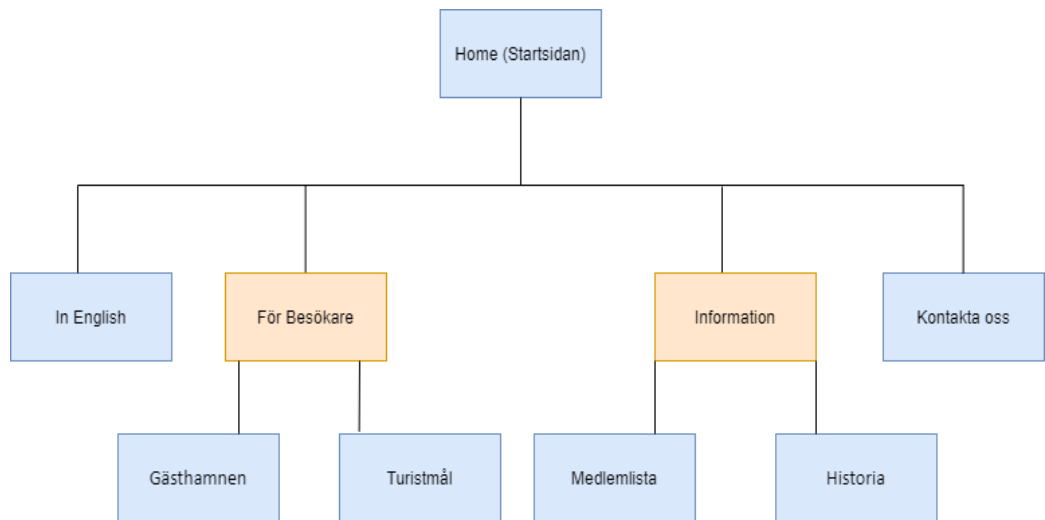 Home (Startsidan)
In English
För Besökare
Information
Kontakta oss
Gästhamnen
Turistmål
Medlemlista
Historia